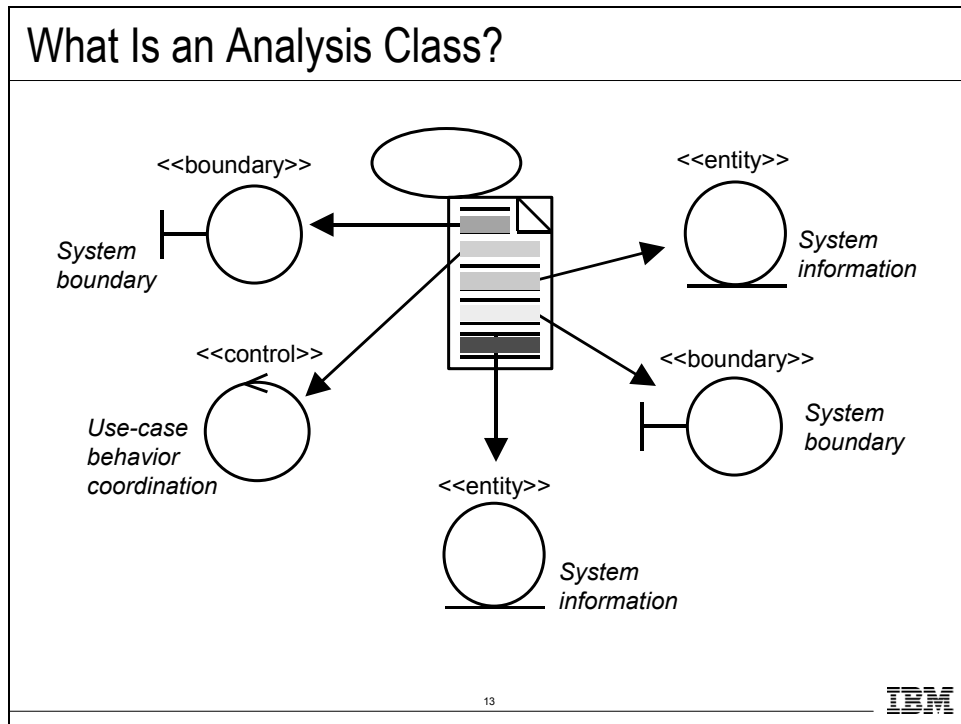 What Is an Analysis Class?
<<boundary>>
System
boundary
<<entity>>
System
information
<<control>>
Use-case
behavior
coordination
<<boundary>>
System
boundary
<<entity>>
System
information
13
IBM